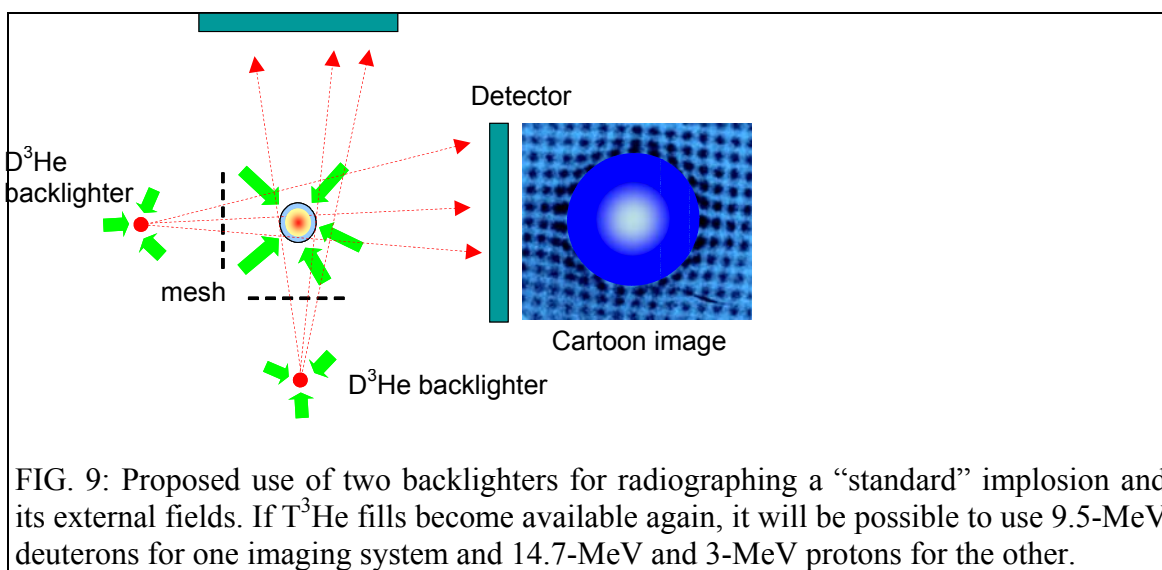 Detector
D³He
backlighter
mesh
Cartoon image
D³He backlighter
FIG. 9: Proposed use of two backlighters for radiographing a “standard” implosion and
its external fields. If T³He fills become available again, it will be possible to use 9.5-MeV
deuterons for one imaging system and 14.7-MeV and 3-MeV protons for the other.